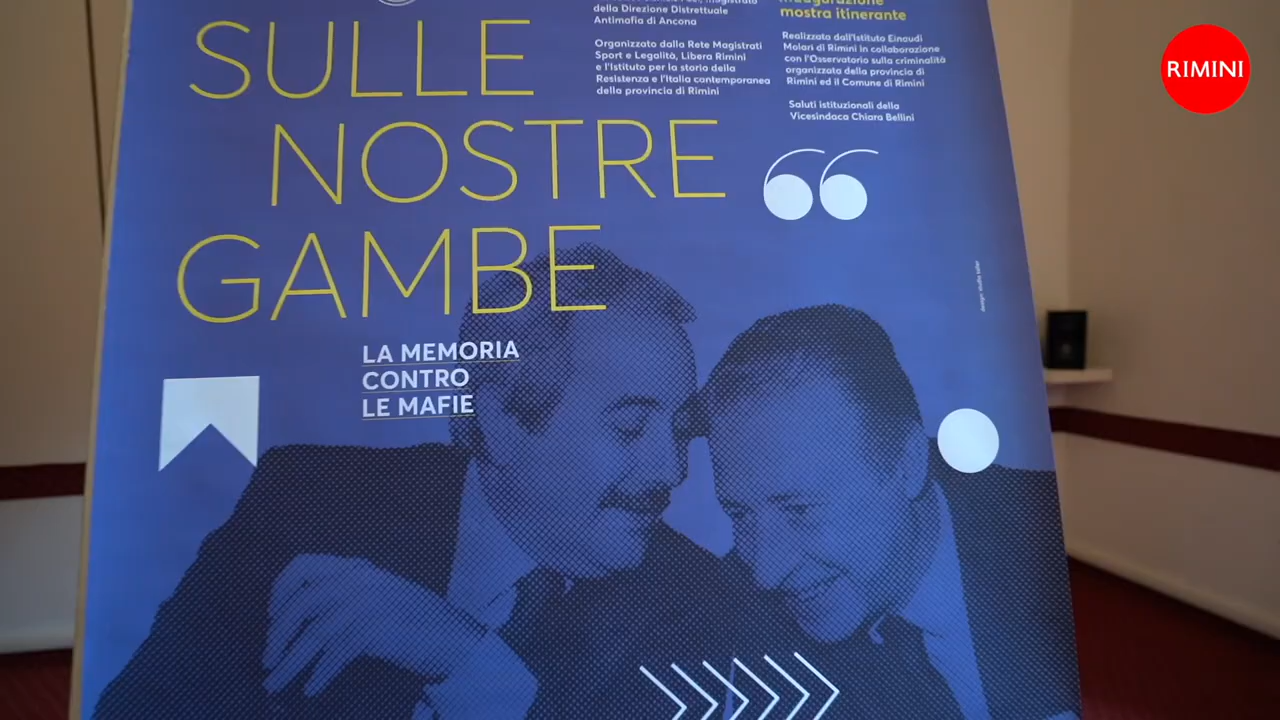 SULLE
NOSTRE
GAMBE
LA MEMORIA
CONTRO
LE MAFIE
della Direzione Distrettuale
Antimafia di Ancona
Organizzato dalla Rete Magistrati
Sport e Legalità, Libera Rimini
e l'Istituto per la storia della
Resistenza e l'Italia cantemporanea
della provincia di Rimini
mostra itinerante
Realizzata dall'Istituto Einaudi
Molari di Rimini in collaborazione
con l'Osservatorio sulla criminalità
organizzata della provincia di
Rimini ed il Comune di Rimini
Saluti istituzionali della
Vicesindaca Chiara Bellini
RIMINI